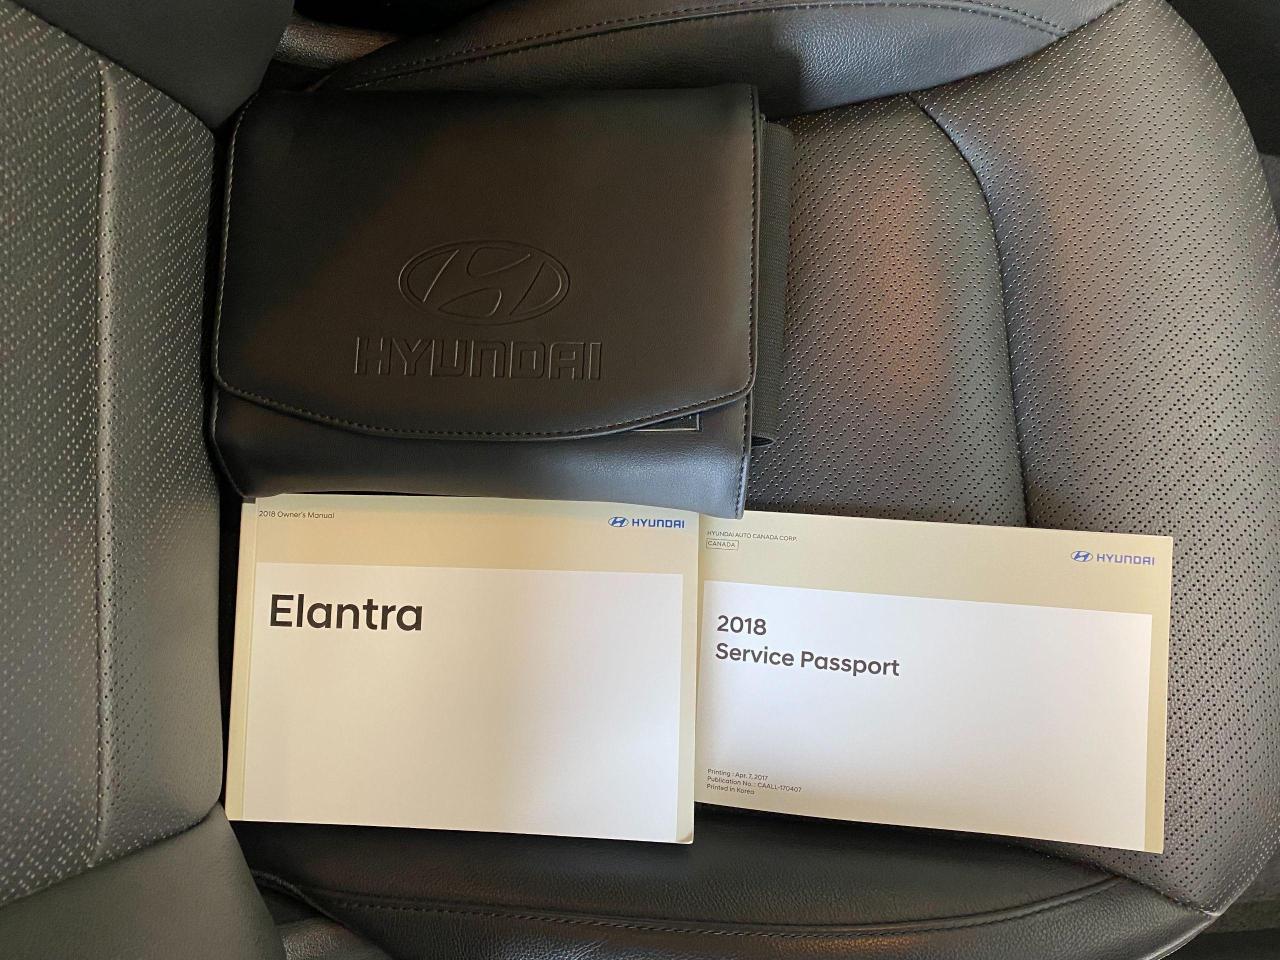 HYUNDAI
2018 Owner's Manual
HYUNDAI
Elantra
HYUNDAI AUTO CANADA CORP.
CANADA
HYUNDAI
2018
Service Passport
Printing : Apr. 7, 2017
Publication No. : CAALL-170407
Printed in Korea